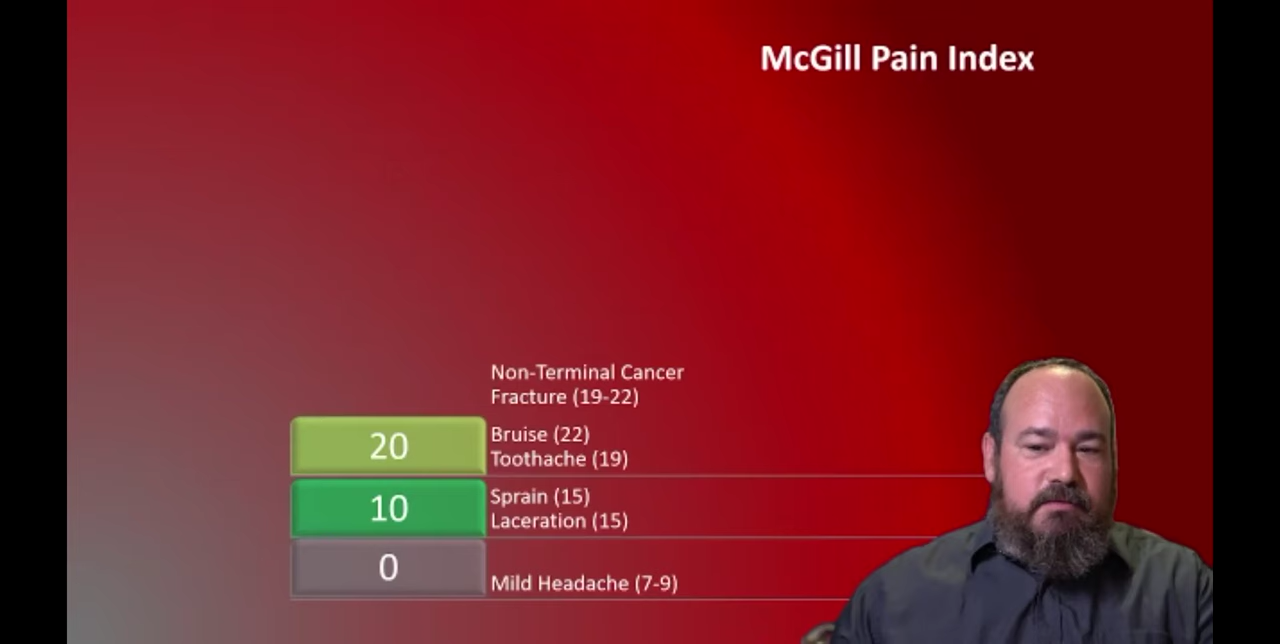 McGill Pain Index
Non-Terminal Cancer
Fracture (19-22)
20
Bruise (22)
Toothache (19)
10
Sprain (15)
Laceration (15)
0
Mild Headache (7-9)